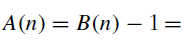 A(n) = B(n) − 1 =